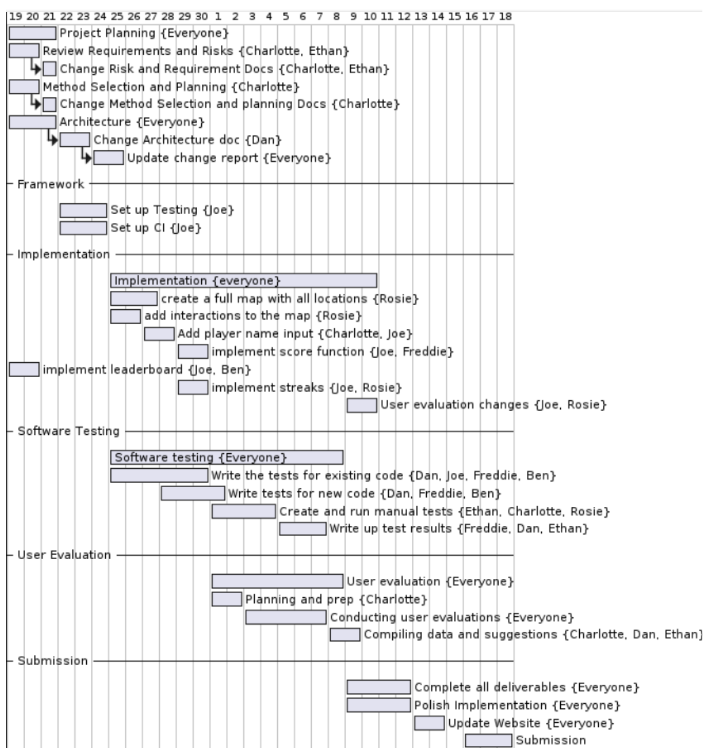 19 20 21 22 23 24 25 26 27 28 29 30 1 2 3 4 5 6 7 8 9 10 11 12 13 14 15 16 17 18
Project Planning {Everyone}
Review Requirements and Risks {Charlotte, Ethan}
Change Risk and Requirement Docs {Charlotte, Ethan}
Method Selection and Planning {Charlotte}
Change Method Selection and planning Docs {Charlotte}
Architecture {Everyone}
Change Architecture doc {Dan}
Update change report {Everyone}
Framework
Set up Testing {Joe}
Set up CI {Joe}
Implementation
Implementation {everyone}
create a full map with all locations {Rosie}
add interactions to the map {Rosie}
Add player name input {Charlotte, Joe}
implement score function {Joe, Freddie}
implement leaderboard {Joe, Ben}
implement streaks {Joe, Rosie}
User evaluation changes {Joe, Rosie}
Software Testing
Software testing {Everyone}
Write the tests for existing code {Dan, Joe, Freddie, Ben}
Write tests for new code {Dan, Freddie, Ben}
Create and run manual tests {Ethan, Charlotte, Rosie}
Write up test results {Freddie, Dan, Ethan}
User Evaluation
User evaluation {Everyone}
Planning and prep {Charlotte}
Conducting user evaluations {Everyone}
Compiling data and suggestions {Charlotte, Dan, Ethan}
Submission
Complete all deliverables {Everyone}
Polish Implementation {Everyone}
Update Website {Everyone}
Submission